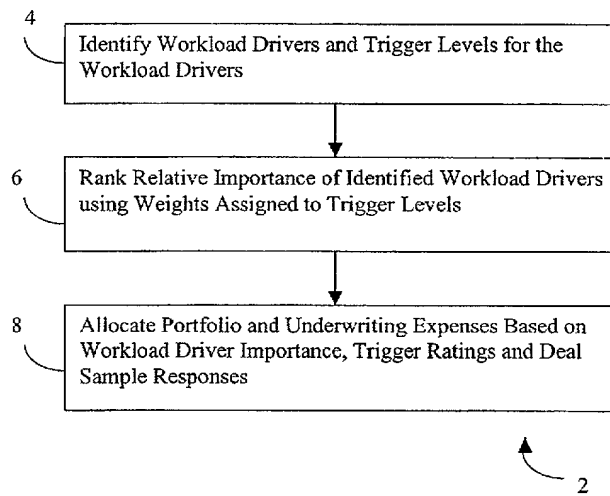 4
Identify Workload Drivers and Trigger Levels for the
Workload Drivers
6
Rank Relative Importance of Identified Workload Drivers
using Weights Assigned to Trigger Levels
8
Allocate Portfolio and Underwriting Expenses Based on
Workload Driver Importance, Trigger Ratings and Deal
Sample Responses
2